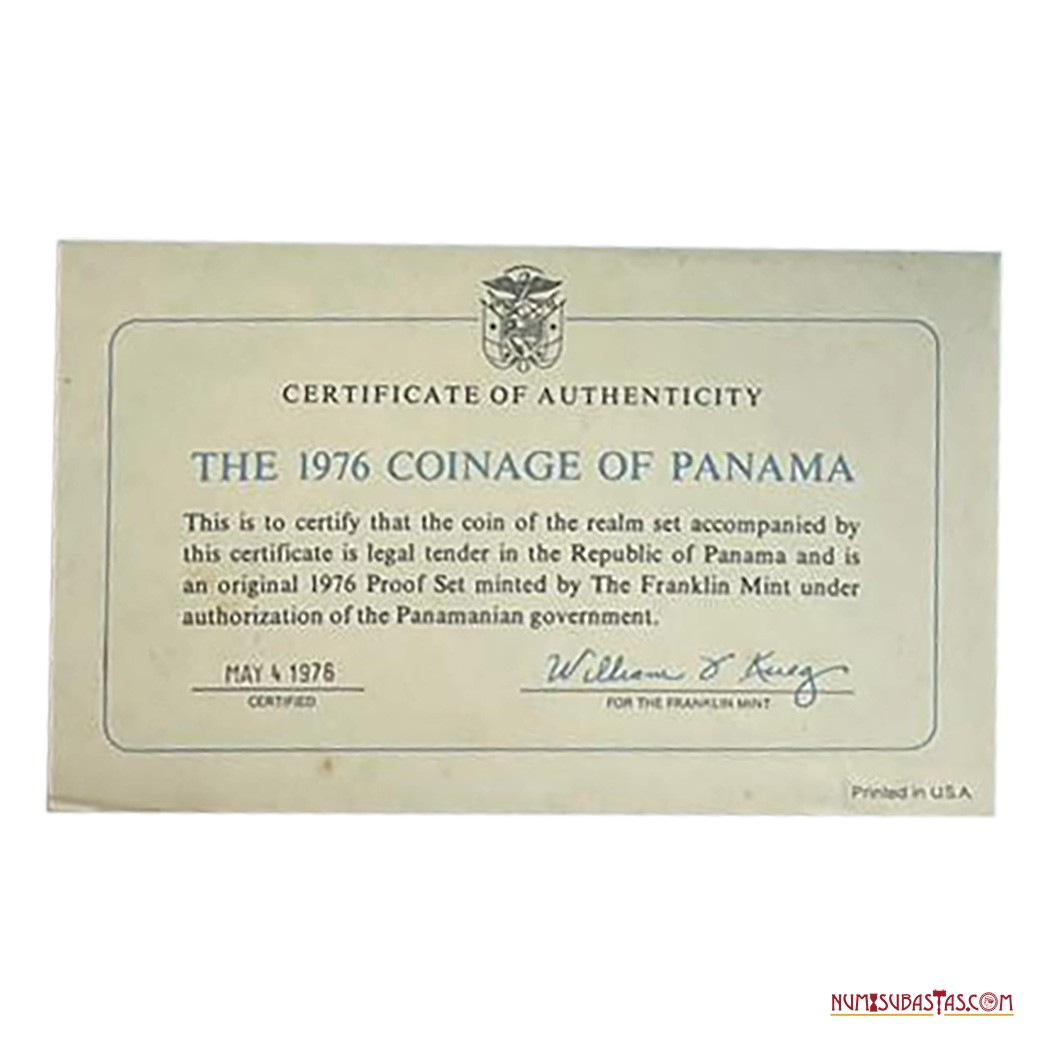 CERTIFICATE OF AUTHENTICITY
THE 1976 COINAGE OF PANAMA
This is to certify that the coin of the realm set accompanied by
this certificate is legal tender in the Republic of Panama and is
an original 1976 Proof Set minted by The Franklin Mint under
authorization of the Panamanian government.
MAY 4 1976
CERTIFIED
William
FOR THE FRANKLIN MINT
Printed in U.S.A
NUMISUBASTAS.COM